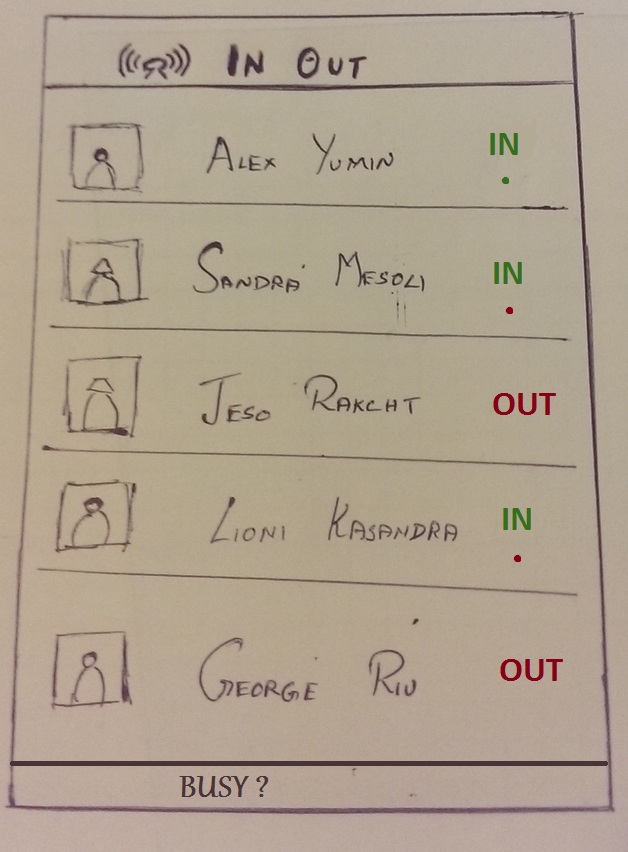 IN OUT
ALEX YUMIN IN
SANDRA MESOLI IN
JESO RAKCHT OUT
LIONI KASANDRA IN
GEORGE RIU OUT
BUSY ?